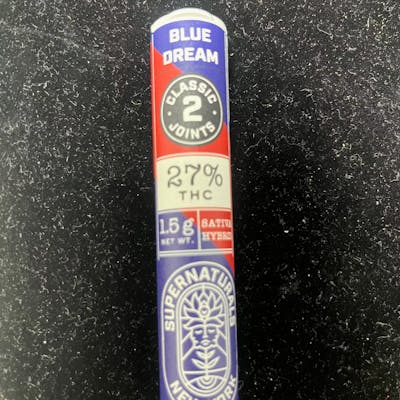 BLUE
DREAM
CLASSIC
2
JOINTS
27%
THC
1.5g
NET WT.
SATIVA
HYBRID
SUPERNATURALS
NEW YORK